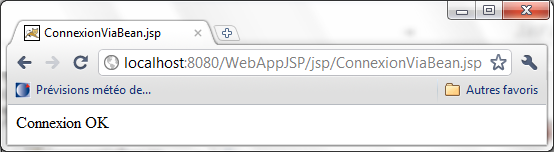 ConnexionViaBean.jsp
localhost:8080/WebAppJSP/jsp/ConnexionViaBean.jsp
Prévisions météo de... Autres favoris
Connexion OK